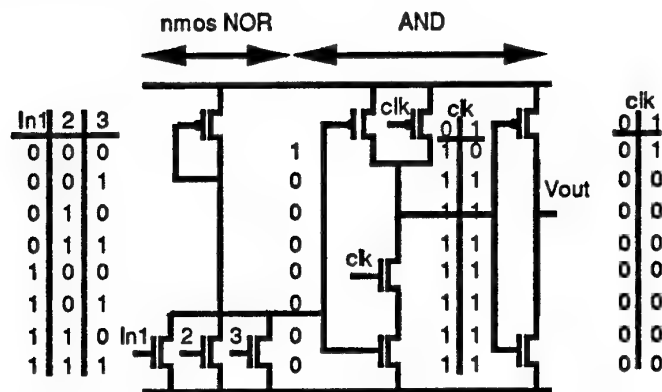 nmos NOR AND
clk clk clk
In1 2 3 0 1 0 1
0 0 0 1 1 0 0 1
0 0 1 0 1 1 0 0
0 1 0 0 1 1 Vout 0 0
0 1 1 0 1 1 0 0
1 0 0 0 clk 1 1 0 0
1 0 1 0 1 1 0 0
1 1 0 In1 2 3 0 1 1 0 0
1 1 1 0 1 1 0 0